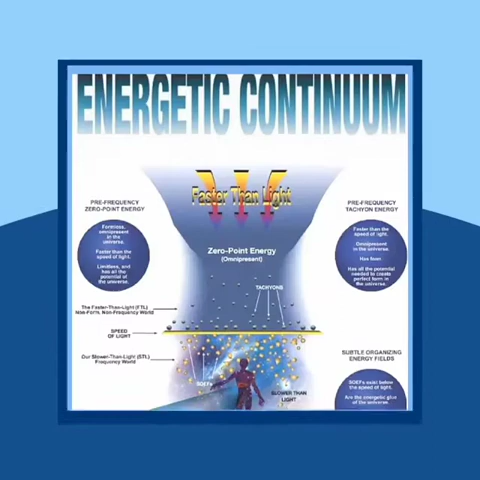 ENERGETIC CONTINUUM
Faster Than Light
PRE-FREQUENCY
ZERO-POINT ENERGY
Formless,
omnipresent
in the
universe.
Faster than the
speed of light.
Limitless, and
has all the
potential of
the universe.
Zero-Point Energy
(Omnipresent)
TACHYONS
PRE-FREQUENCY
TACHYON ENERGY
Faster than the
speed of light.
Omnipresent
in the
universe.
Has form
Has all the potential
needed to create
perfect form in
the universe.
The Faster-Than-Light (FTL)
Non-Form, Non-Frequency World
SPEED
OF LIGHT
Our Slower-Than-Light (STL)
Frequency World
SOEFs
SLOWER THAN
LIGHT
SUBTLE ORGANIZING
ENERGY FIELDS
SOEFs exist below
the speed of light.
Are the energetic glue
of the universe.